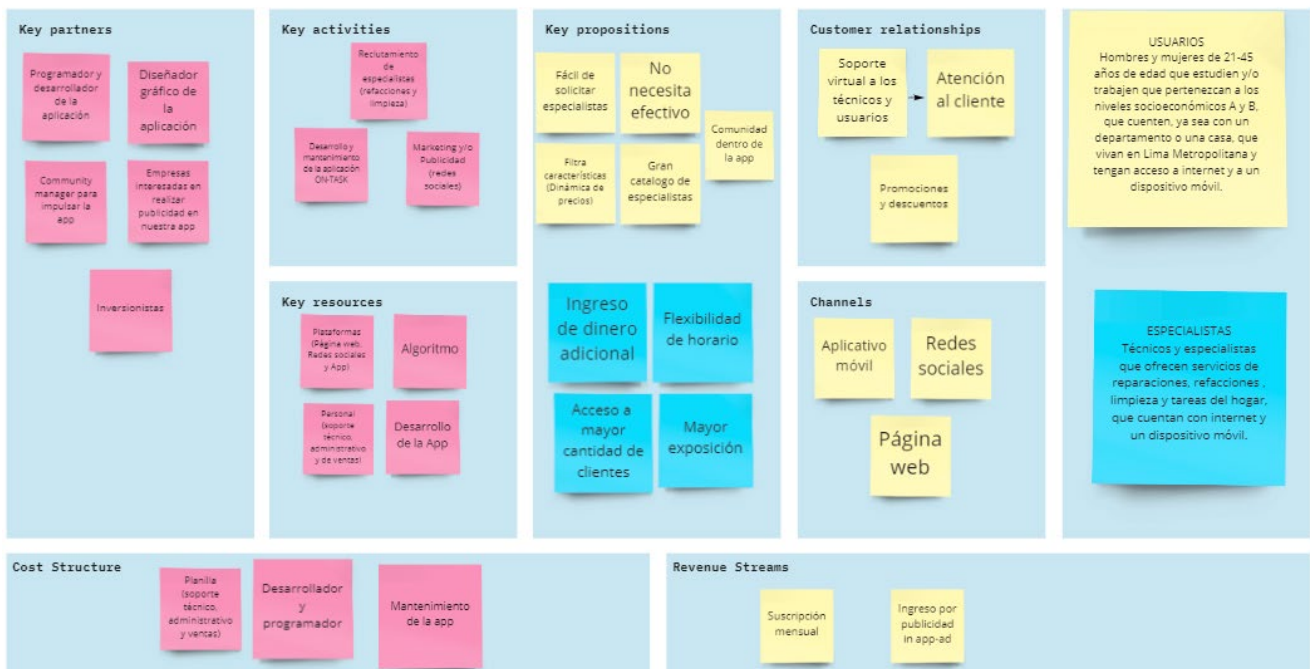 Key partners
Programador y
desarrollador
de la
aplicación
Diseñador
gráfico de
la
aplicación
Community
manager para
impulsar la
app
Empresas
interesadas en
realizar
publicidad en
nuestra app
Inversionistas
Key activities
Reclutamiento
de
especialistas
(refacciones y
limpieza)
Desarrollo y
mantenimiento
de la aplicación
ON-TASK
Marketing y/o
Publicidad
(redes
sociales)
Key resources
Plataformas
(Página web,
Redes sociales
y App)
Algoritmo
Personal
(soporte
técnico,
administrativo
y de ventas)
Desarrollo
de la App
Key propositions
Fácil de
solicitar
especialistas
No
necesita
efectivo
Comunidad
dentro de
la app
Filtra
características
(Dinámica de
precios)
Gran
catalogo de
especialistas
Ingreso
de dinero
adicional
Flexibilidad
de horario
Acceso a
mayor
cantidad de
clientes
Mayor
exposición
Customer relationships
Soporte
virtual a los
técnicos y
usuarios
Atención
al cliente
Promociones
y descuentos
Channels
Aplicativo
móvil
Redes
sociales
Página
web
USUARIOS
Hombres y mujeres de 21-45
años de edad que estudien y/o
trabajen que pertenezcan a los
niveles socioeconómicos A y B,
que cuenten, ya sea con un
departamento o una casa, que
vivan en Lima Metropolitana y
tengan acceso a internet y a un
dispositivo móvil.
ESPECIALISTAS
Técnicos y especialistas
que ofrecen servicios de
reparaciones, refacciones ,
limpieza y tareas del hogar,
que cuentan con internet y
un dispositivo móvil.
Cost Structure
Planilla
(soporte
técnico,
administrativo
y ventas)
Desarrollador
y
programador
Mantenimiento
de la app
Revenue Streams
Suscripción
mensual
Ingreso por
publicidad
in app-ad